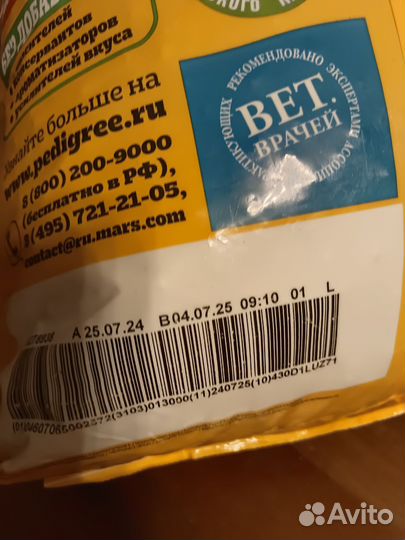 БЕЗ ДОБАВ
консервантов
ароматизаторов
усилителей вкуса
Узнайте больше на
www.pedigree.ru
8 (800) 200-9000
(бесплатно в РФ),
8 (495) 721-21-05,
contact@ru.mars.com
РЕКОМЕНДОВАНО ЭКСПЕРТАМИ АССОЦИ
ПРАКТИКУЮЩИХ
ВЕТ.
ВРАЧЕЙ
A 25.07.24 B04.07.25 09:10 01 L
(3103)013000(11)240725(10)430D1LUZ71
Avito